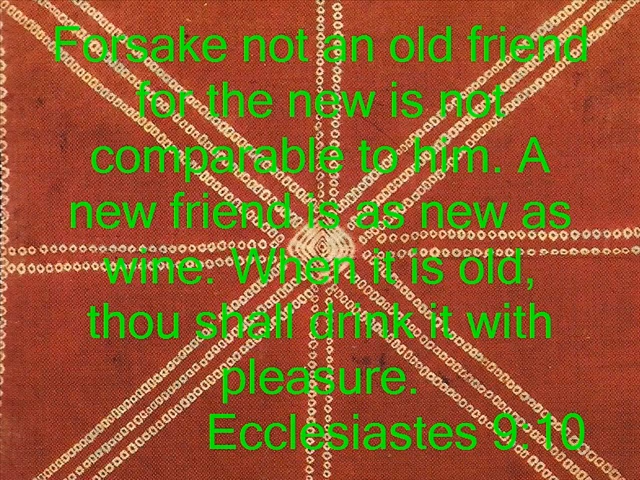 Forsake not an old friend
for the new is not
comparable to him. A
new friend is as new as
wine. When it is old,
thou shall drink it with
pleasure.
Ecclesiastes 9:10